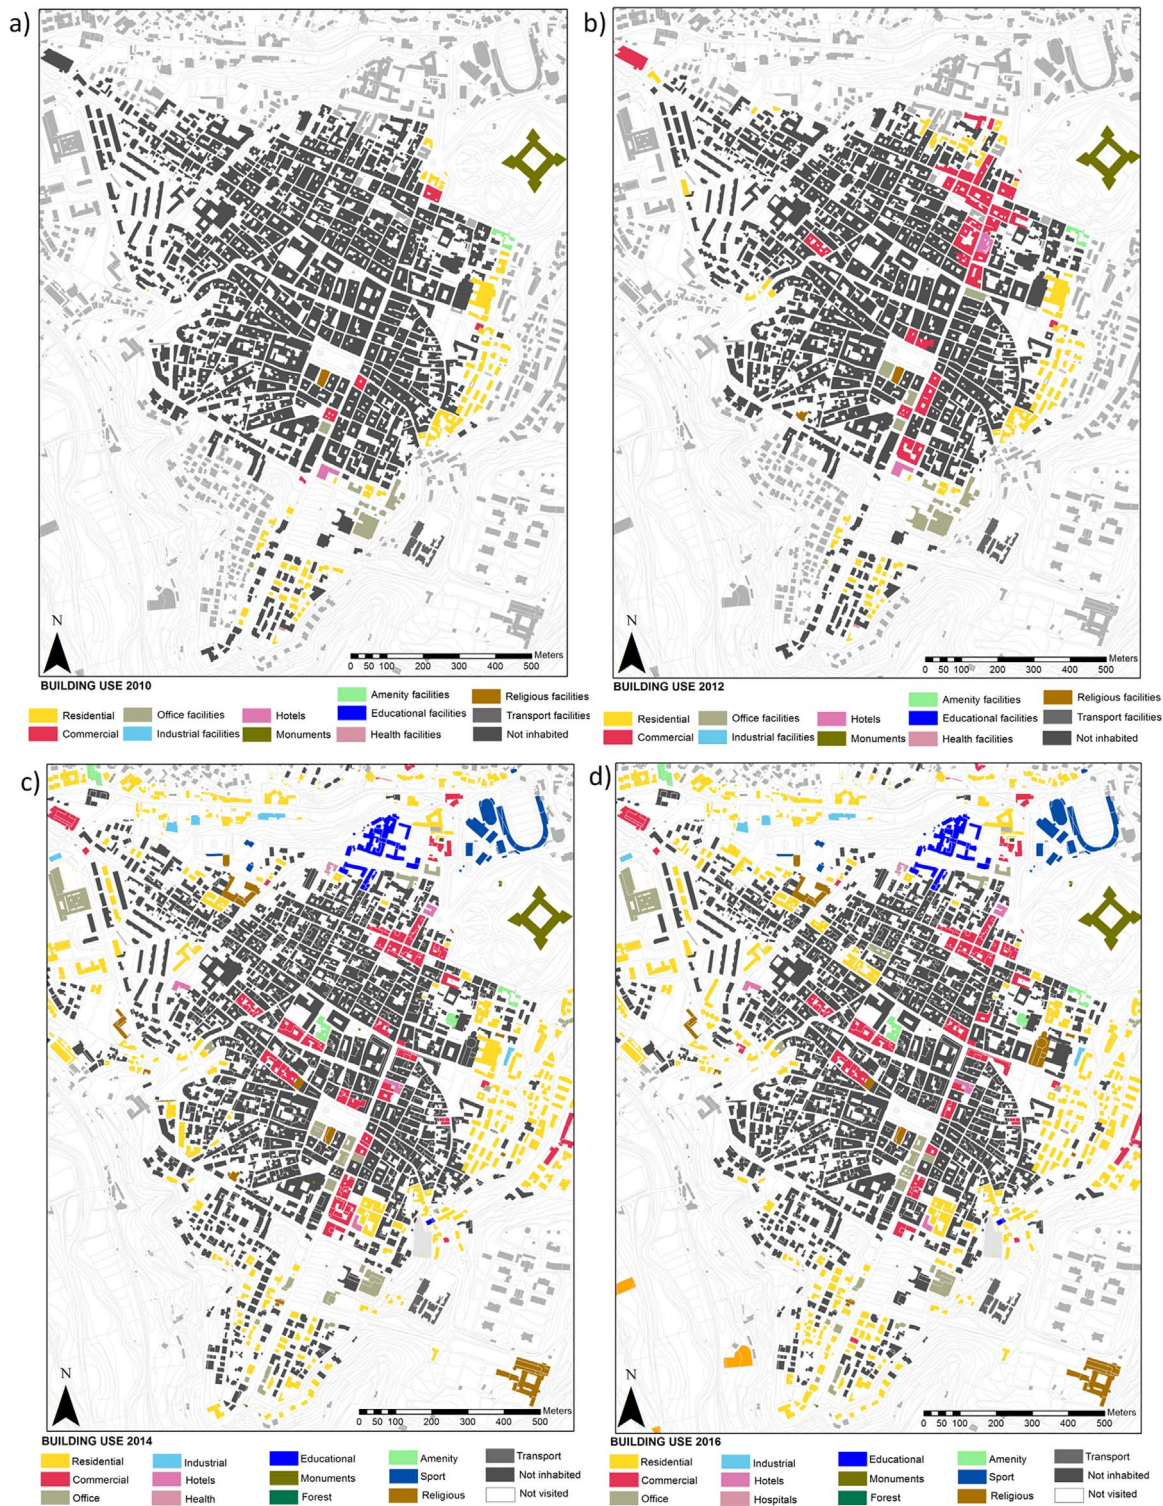 a)
b)
N
N
Meters
0 50 100 200 300 400 500
Meters
0 50 100 200 300 400 500
BUILDING USE 2010
BUILDING USE 2012
Amenity facilities Religious facilities
Residential Office facilities Hotels Educational facilities Transport facilities
Commercial Industrial facilities Monuments Health facilities Not inhabited
Amenity facilities Religious facilities
Residential Office facilities Hotels Educational facilities Transport facilities
Commercial Industrial facilities Monuments Health facilities Not inhabited
c)
d)
N
N
Meters
0 50 100 200 300 400 500
Meters
0 50 100 200 300 400 500
BUILDING USE 2014
BUILDING USE 2016
Residential Industrial Educational Amenity Transport
Commercial Hotels Monuments Sport Not inhabited
Office Health Forest Religious Not visited
Residential Industrial Educational Amenity Transport
Commercial Hotels Monuments Sport Not inhabited
Office Hospitals Forest Religious Not visited